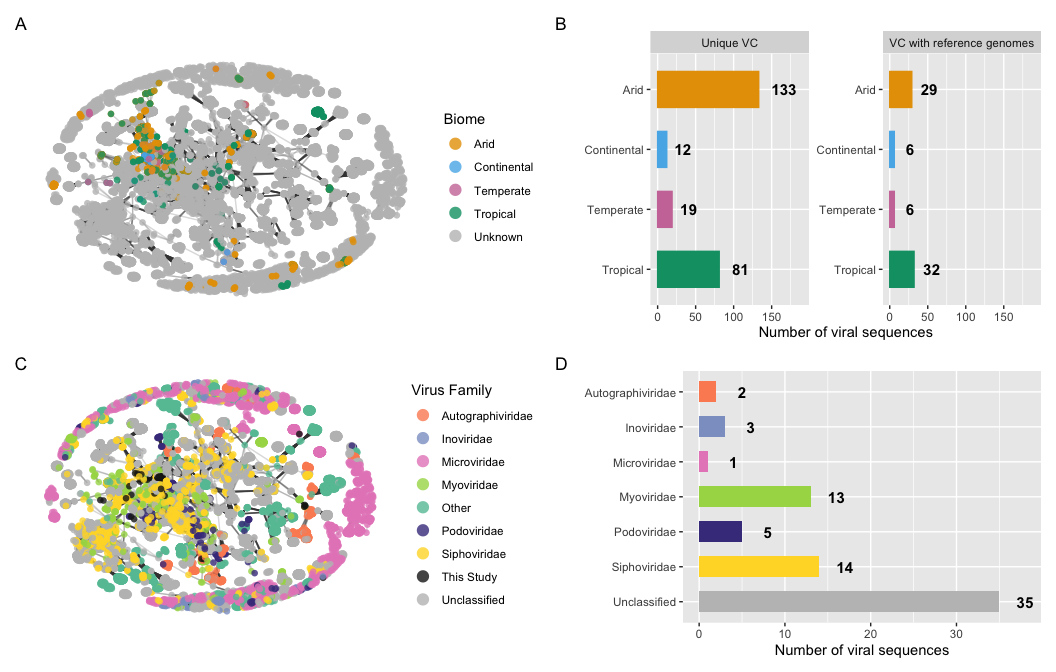 A
Biome
Arid
Continental
Temperate
Tropical
Unknown
B
Unique VC
VC with reference genomes
Arid
133
Continental
12
Temperate
19
Tropical
81
0 50 100 150
Arid
29
Continental
6
Temperate
6
Tropical
32
0 50 100 150
Number of viral sequences
C
Virus Family
Autographiviridae
Inoviridae
Microviridae
Myoviridae
Other
Podoviridae
Siphoviridae
This Study
Unclassified
D
Autographiviridae
2
Inoviridae
3
Microviridae
1
Myoviridae
13
Podoviridae
5
Siphoviridae
14
Unclassified
35
0 10 20 30
Number of viral sequences